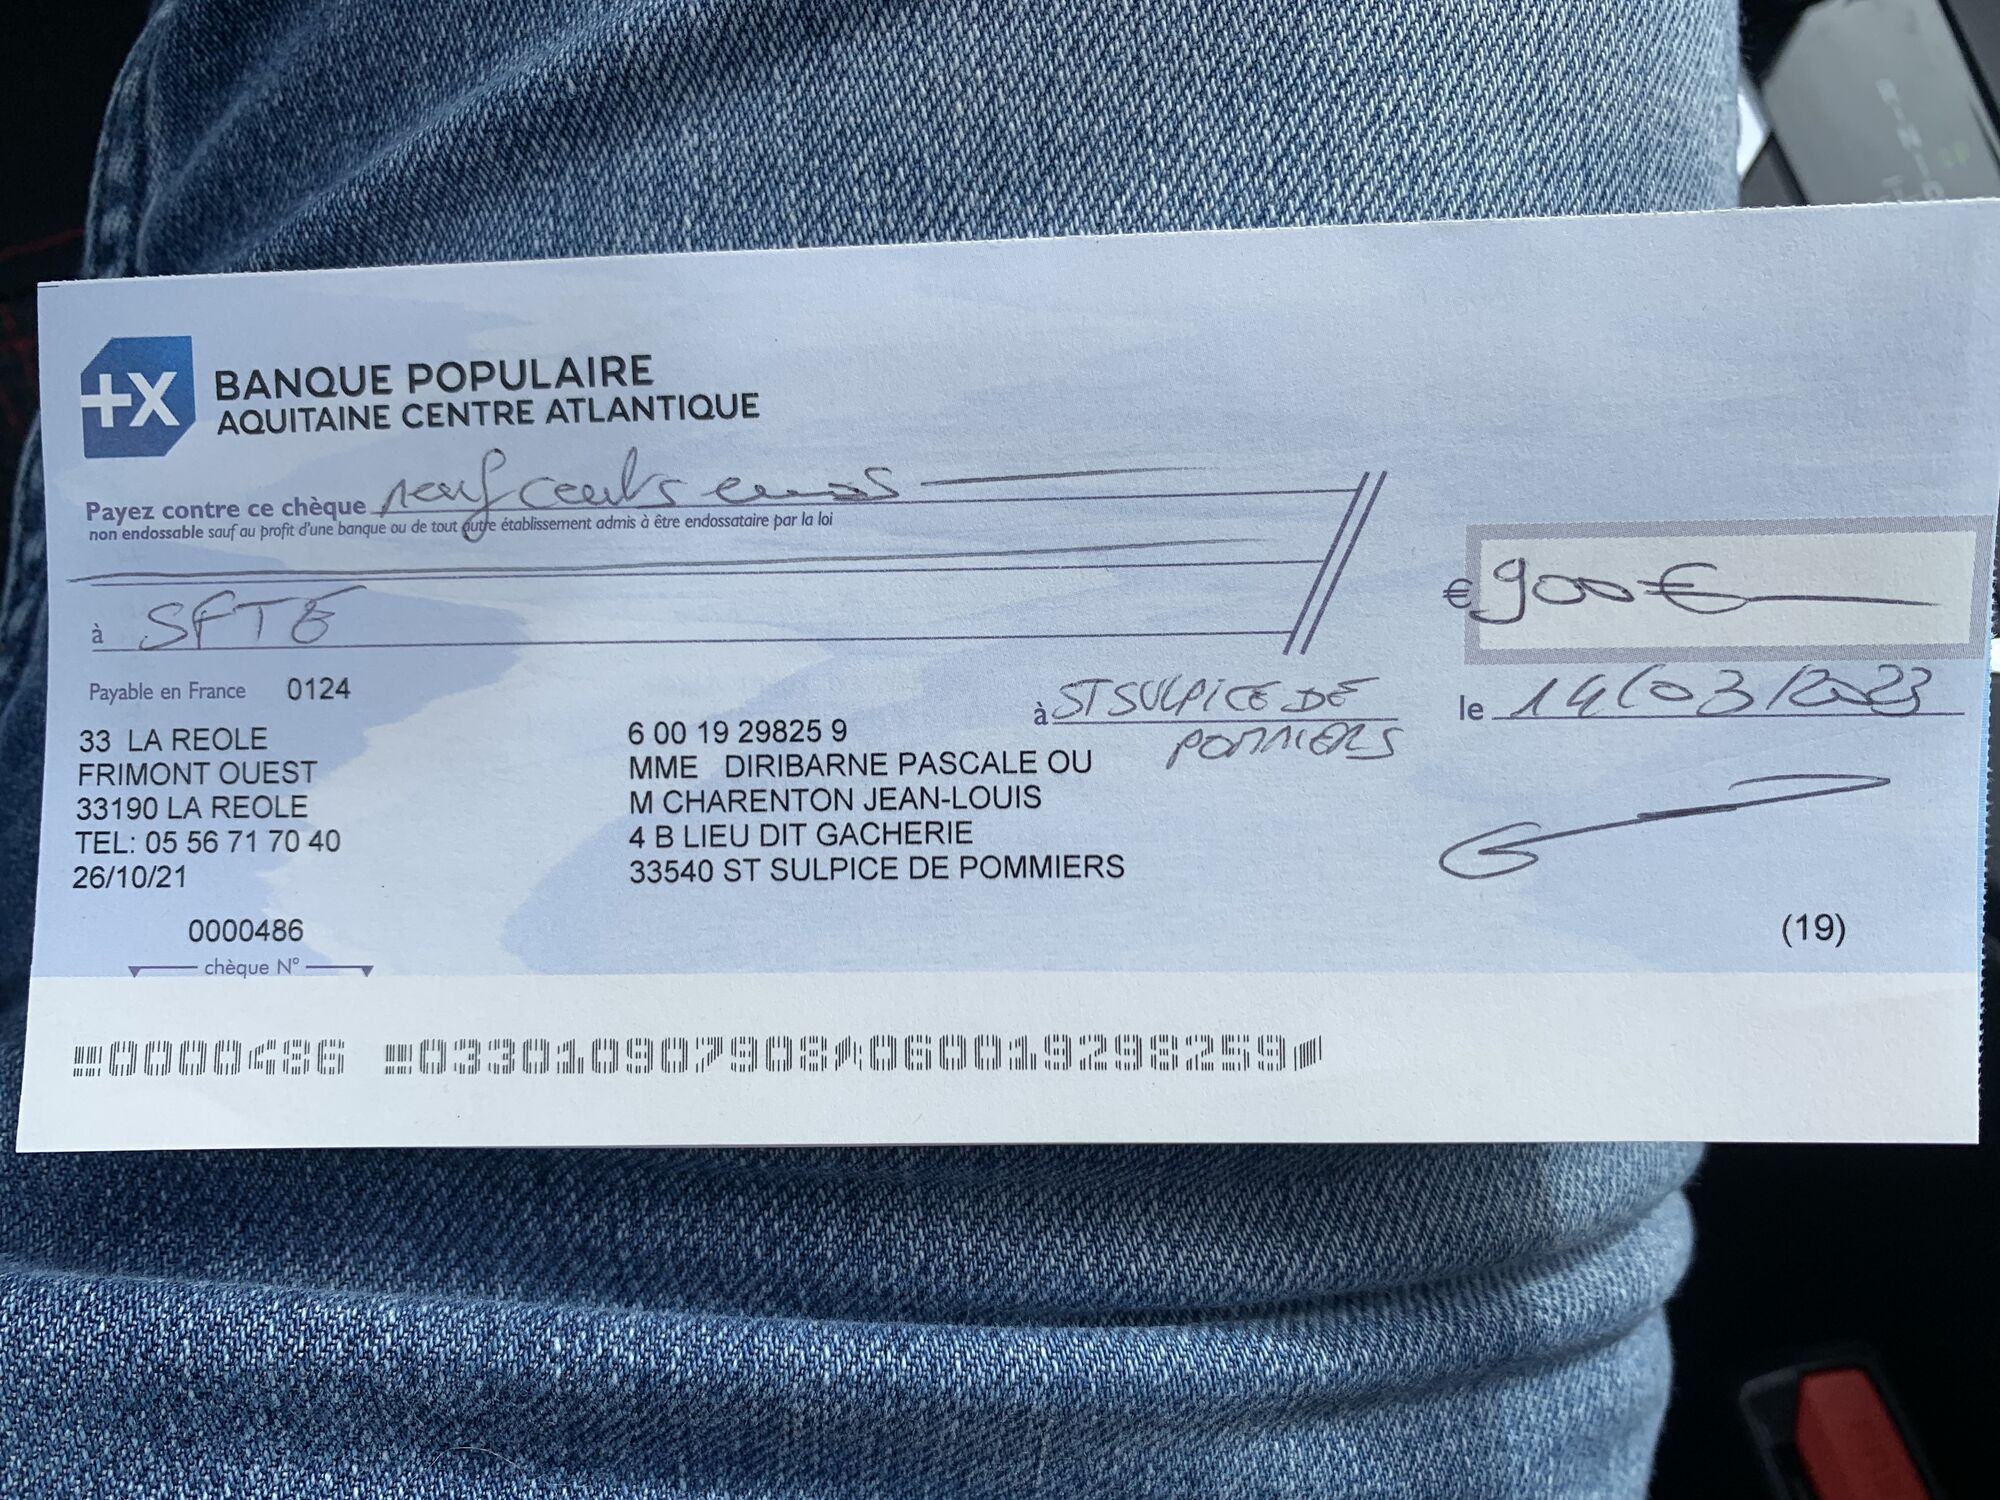 +X BANQUE POPULAIRE
AQUITAINE CENTRE ATLANTIQUE
Payez contre ce chèque neuf cents euros
non endossable sauf au profit d'une banque ou de tout autre établissement admis à être endossataire par la loi
€ 900 €
à SFTE
Payable en France 0124
à ST SULPICE DE
POMMIERS
le 14/03/2023
33 LA REOLE
FRIMONT OUEST
33190 LA REOLE
TEL: 05 56 71 70 40
26/10/21
6 00 19 29825 9
MME DIRIBARNE PASCALE OU
M CHARENTON JEAN-LOUIS
4 B LIEU DIT GACHERIE
33540 ST SULPICE DE POMMIERS
0000486
chèque N°
(19)
0000486 033010907908 060019298259